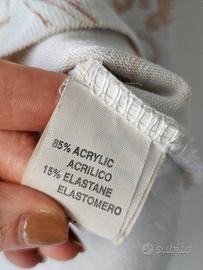 85% ACRYLIC
ACRILICO
15% ELASTANE
ELASTOMERO
subito